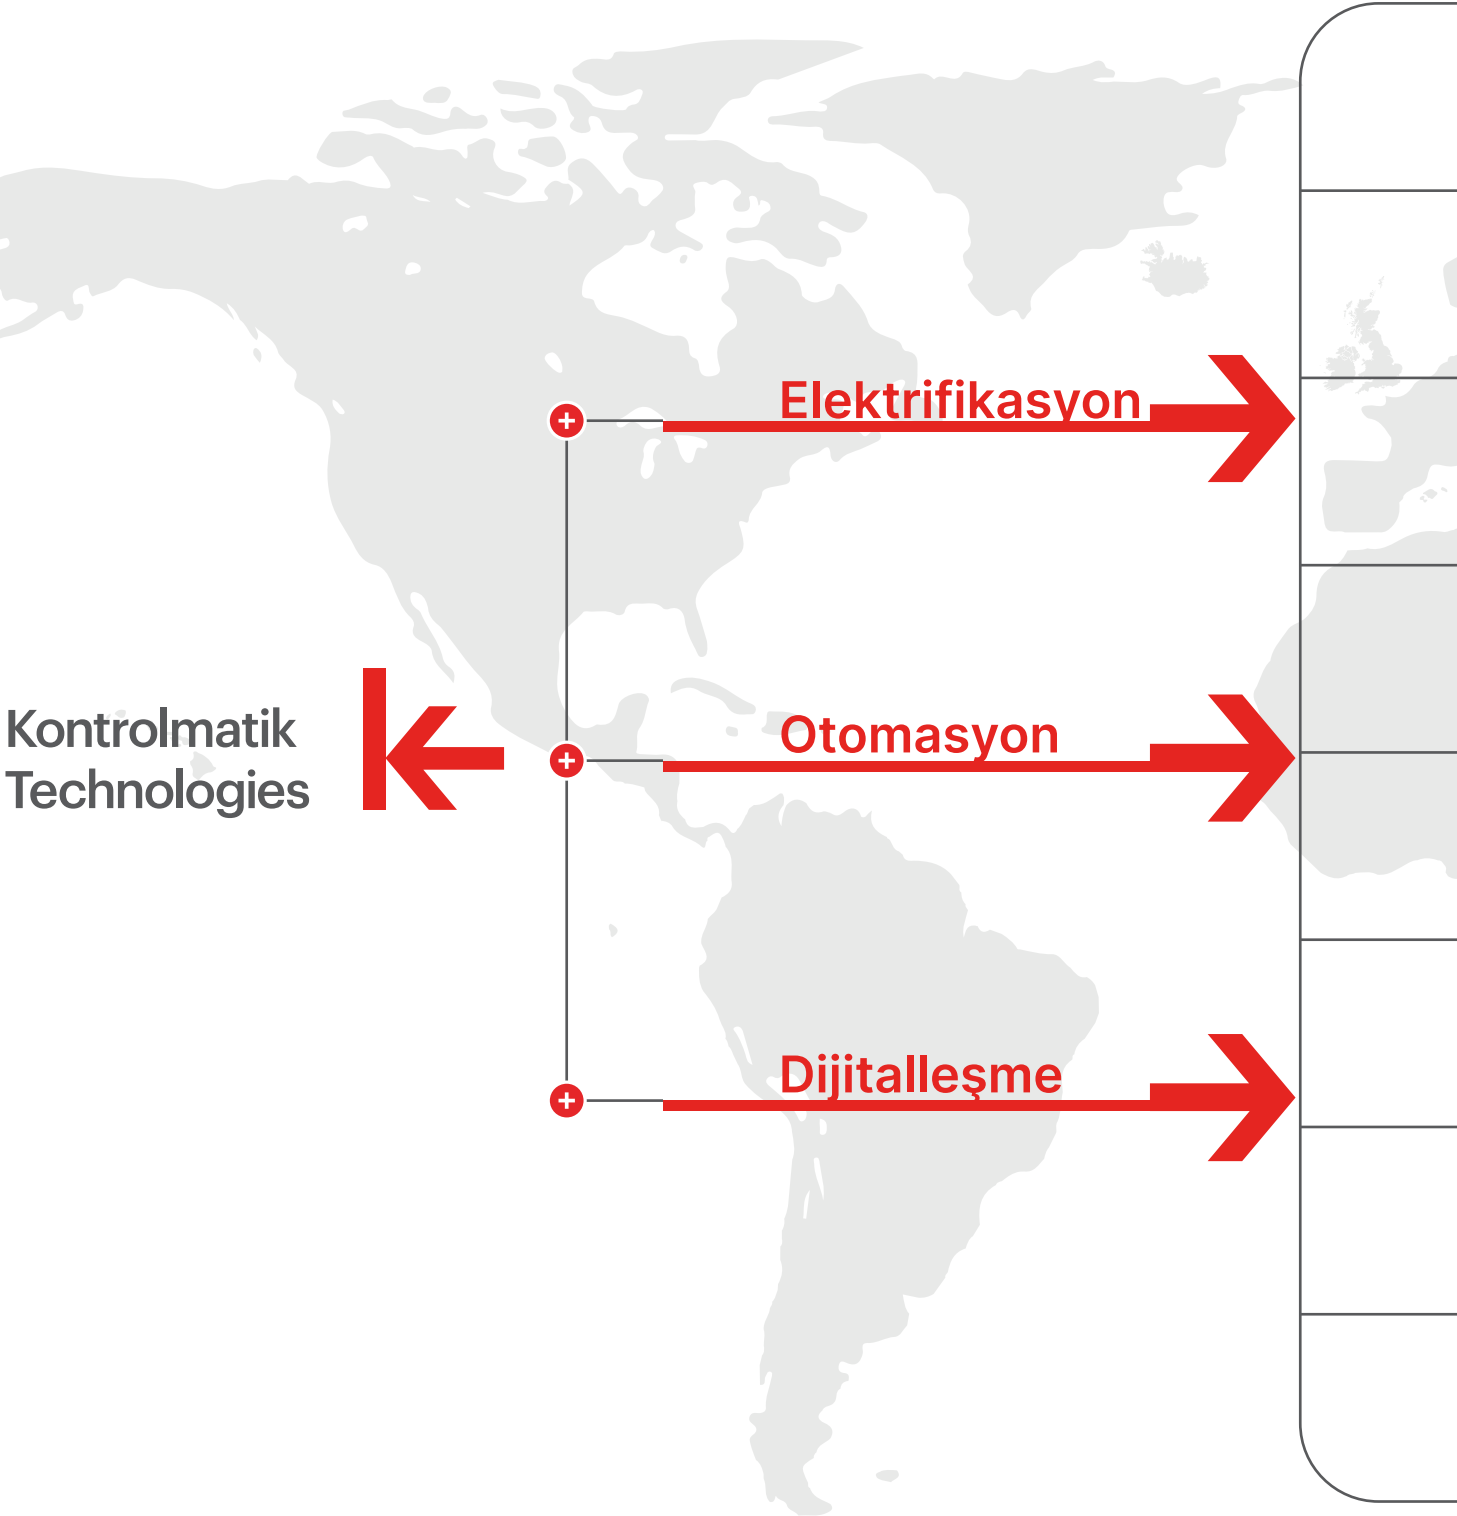 Elektrifikasyon
Kontrolmatik
Technologies
Otomasyon
Dijitalleşme